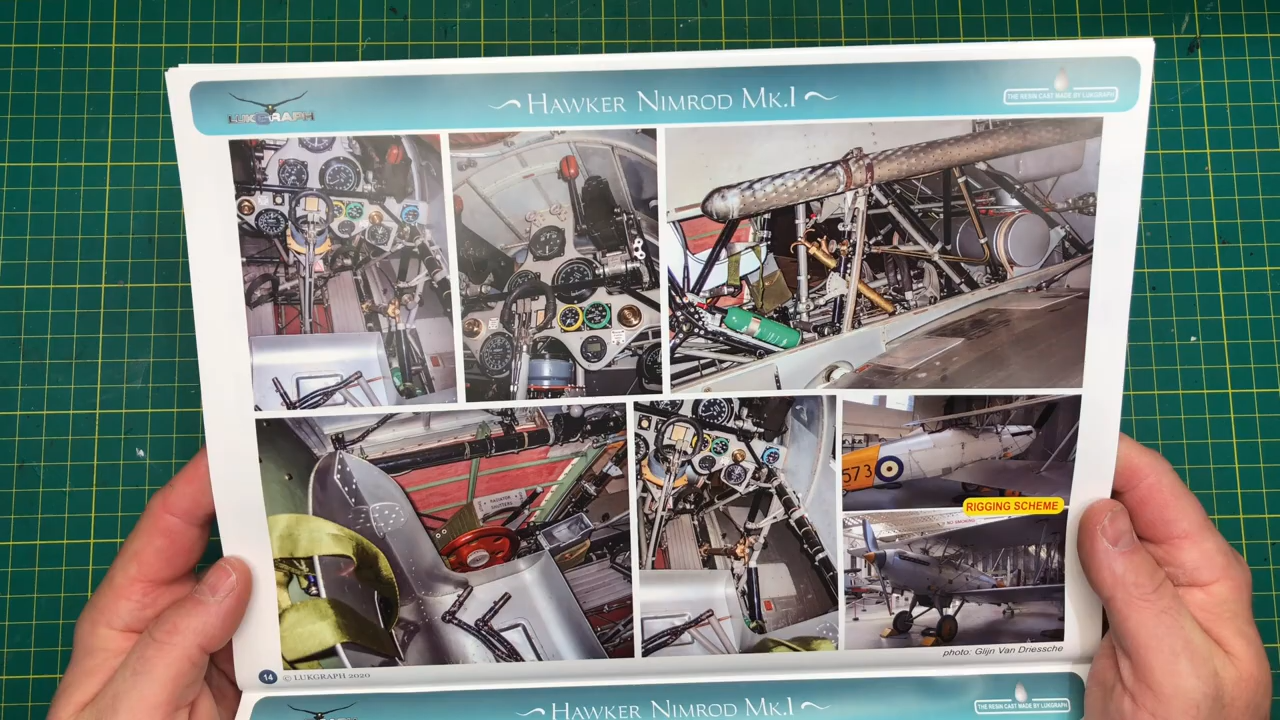 LUKGRAPH
HAWKER NIMROD MK.I
THE RESIN CAST MADE BY LUKGRAPH
RADIATOR
SHUTTERS
573
RIGGING SCHEME
photo: Glijn Van Driessche
14 © LUKGRAPH 2020
HAWKER NIMROD MK.I
THE RESIN CAST MADE BY LUKGRAPH